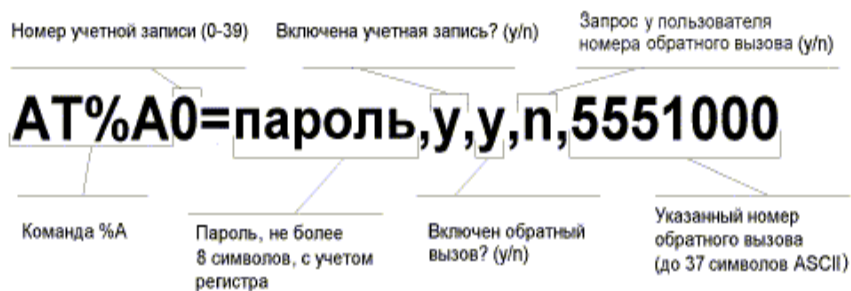 Номер учетной записи (0-39)
Включена учетная запись? (y/n)
Запрос у пользователя
номера обратного вызова (y/n)
AT%A0=пароль,y,y,n,5551000
Команда %A
Пароль, не более
8 символов, с учетом
регистра
Включен обратный
вызов? (y/n)
Указанный номер
обратного вызова
(до 37 символов ASCII)